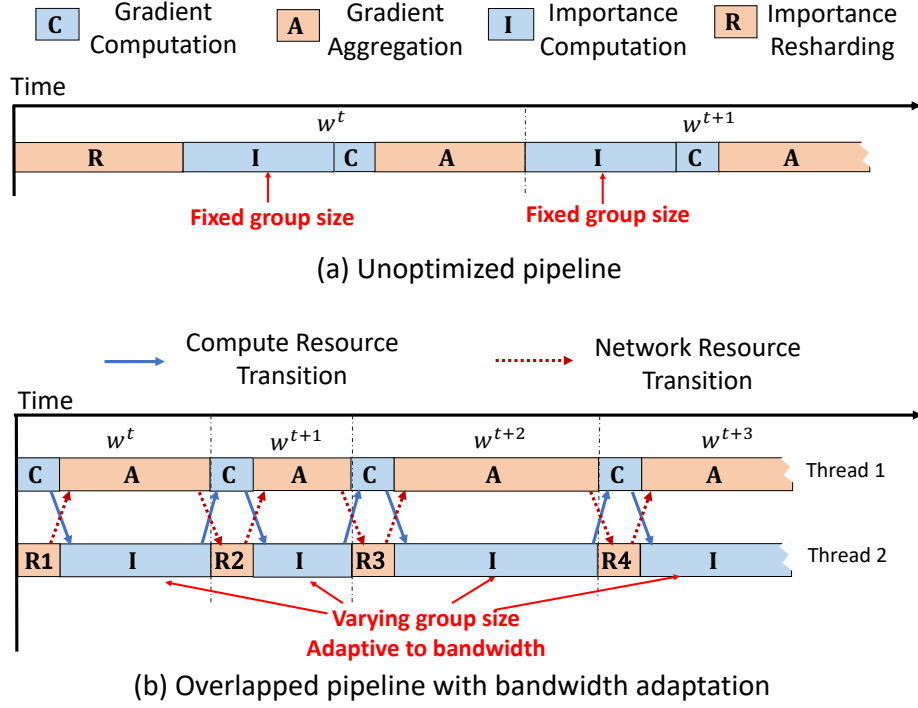 C Gradient Computation
A Gradient Aggregation
I Importance Computation
R Importance Resharding
Time
w^t w^{t+1}
R I C A I C A
Fixed group size Fixed group size
(a) Unoptimized pipeline
Compute Resource Transition
Network Resource Transition
Time
w^t w^{t+1} w^{t+2} w^{t+3}
C A C A C A C A Thread 1
R1 I R2 I R3 I R4 I Thread 2
Varying group size
Adaptive to bandwidth
(b) Overlapped pipeline with bandwidth adaptation